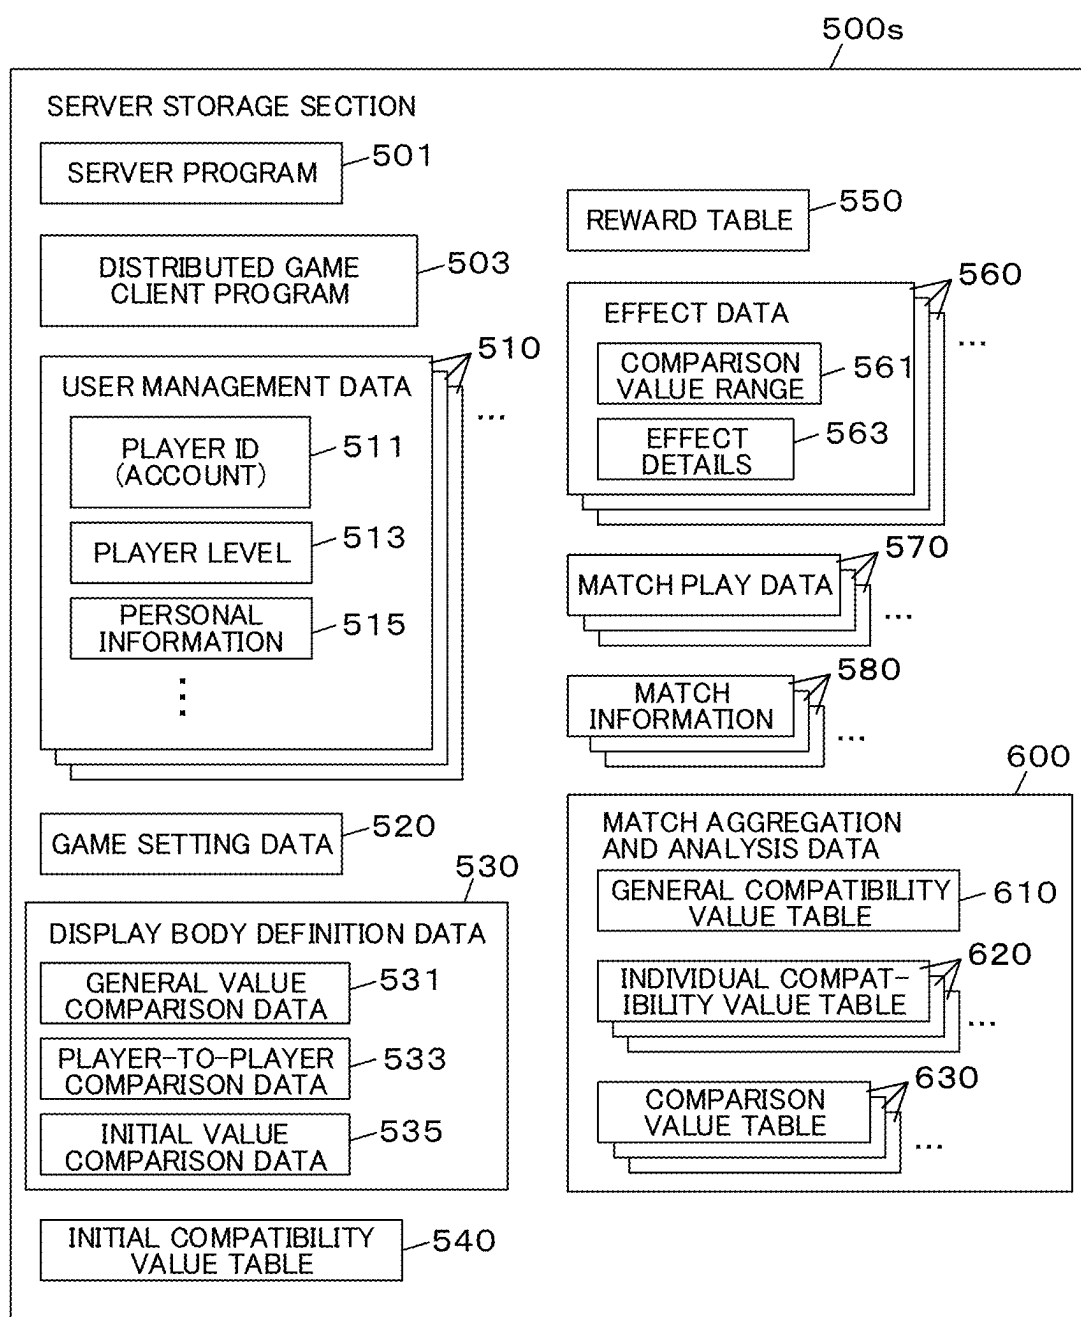 500s
SERVER STORAGE SECTION
SERVER PROGRAM
501
DISTRIBUTED GAME
CLIENT PROGRAM
503
USER MANAGEMENT DATA
510
PLAYER ID
(ACCOUNT)
511
PLAYER LEVEL
513
PERSONAL
INFORMATION
515
...
GAME SETTING DATA
520
530
DISPLAY BODY DEFINITION DATA
GENERAL VALUE
COMPARISON DATA
531
PLAYER-TO-PLAYER
COMPARISON DATA
533
INITIAL VALUE
COMPARISON DATA
535
INITIAL COMPATIBILITY
VALUE TABLE
540
REWARD TABLE
550
EFFECT DATA
560
...
COMPARISON
VALUE RANGE
561
EFFECT
DETAILS
563
MATCH PLAY DATA
570
...
MATCH
INFORMATION
580
...
600
MATCH AGGREGATION
AND ANALYSIS DATA
GENERAL COMPATIBILITY
VALUE TABLE
610
INDIVIDUAL COMPAT-
IBILITY VALUE TABLE
620
...
COMPARISON
VALUE TABLE
630
...